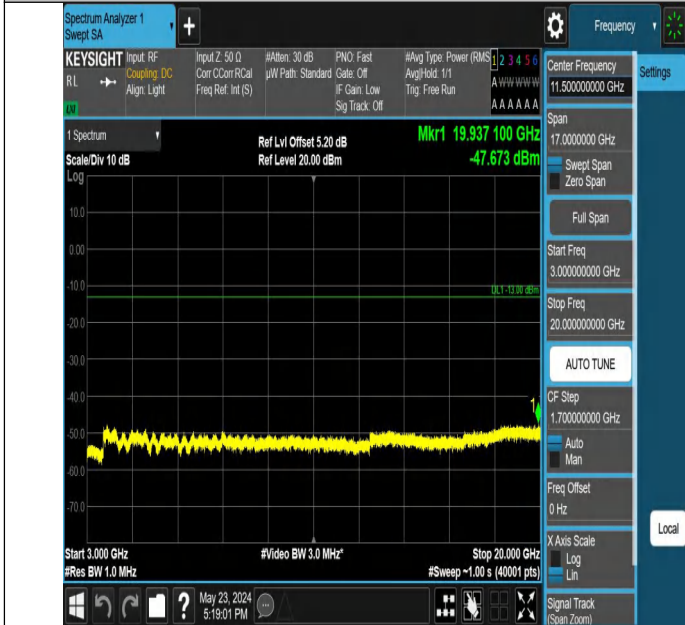 Spectrum Analyzer 1
Swept SA
+
Frequency
KEYSIGHT
RL
Input: RF
Coupling: DC
Align: Light
Input Z: 50 Ω
Corr CCorr RCal
Freq Ref: Int (S)
#Atten: 30 dB
µW Path: Standard
PNO: Fast
Gate: Off
IF Gain: Low
Sig Track: Off
#Avg Type: Power (RMS
Avg|Hold: 1/1
Trig: Free Run
1 2 3 4 5 6
A W W W W W
A A A A A A
1 Spectrum
Scale/Div 10 dB
Log
Ref Lvl Offset 5.20 dB
Ref Level 20.00 dBm
Mkr1 19.937 100 GHz
-47.673 dBm
10.0
0.00
-10.0
-20.0
-30.0
-40.0
-50.0
-60.0
-70.0
DL1 -13.00 dBm
1
Start 3.000 GHz
#Res BW 1.0 MHz
#Video BW 3.0 MHz*
Stop 20.000 GHz
#Sweep ~1.00 s (40001 pts)
?
May 23, 2024
5:19:01 PM
Center Frequency
11.50000000 GHz
Settings
Span
17.0000000 GHz
Swept Span
Zero Span
Full Span
Start Freq
3.000000000 GHz
Stop Freq
20.000000000 GHz
AUTO TUNE
CF Step
1.700000000 GHz
Auto
Man
Freq Offset
0 Hz
X Axis Scale
Log
Lin
Local
Signal Track
(Span Zoom)